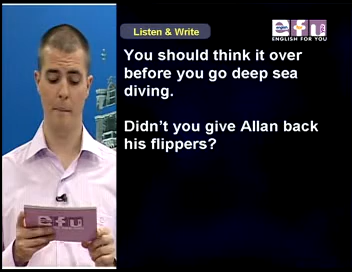 Listen & Write
efu
ENGLISH FOR YOU
You should think it over
before you go deep sea
diving.
Didn't you give Allan back
his flippers?
efu